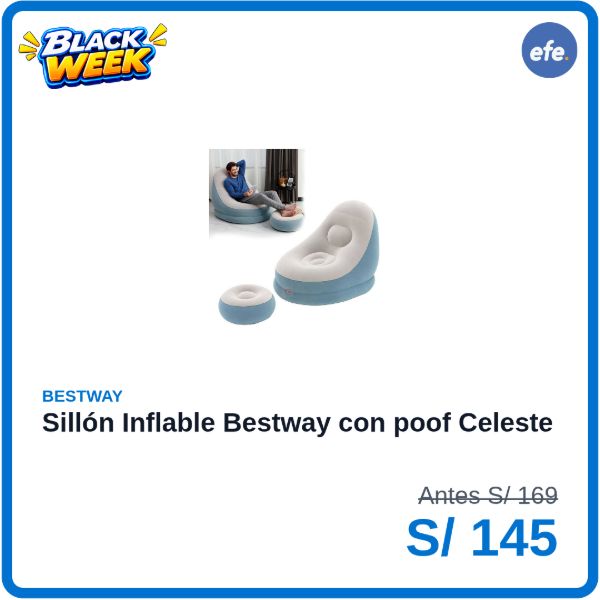 BLACK
WEEK
efe.
BESTWAY
Sillón Inflable Bestway con poof Celeste
Antes S/ 169
S/ 145